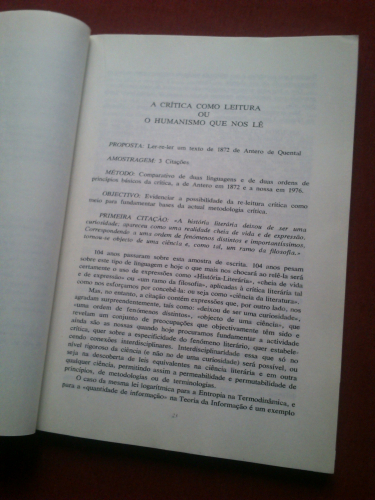 A CRÍTICA COMO LEITURA
OU
O HUMANISMO QUE NOS LÊ
PROPOSTA: Ler-re-ler um texto de 1872 de Antero de Quental
AMOSTRAGEM: 3 Citações.
MÉTODO: Comparativo de duas linguagens e de duas ordens de
princípios básicos da crítica, a de Antero em 1872 e a nossa em 1976.
OBJECTIVO: Evidenciar a possibilidade da re-leitura crítica como
meio para fundamentar bases da actual metodologia crítica.
PRIMEIRA CITAÇÃO: «A história literária deixou de ser uma
curiosidade: apareceu como uma realidade cheia de vida e de expressão.
Correspondendo a uma ordem de fenómenos distintos e importantíssimos,
tornou-se objecto de uma ciência e, como tal, um ramo da filosofia.»
104 anos passaram sobre esta amostra de escrita. 104 anos pesam
sobre este tipo de linguagem e hoje o que mais nos chocará ao relê-la será
certamente o uso de expressões como «História-Literária», «cheias de vida
e de expressão» ou «um ramo da filosofia», aplicadas à crítica literária tal
como nos esforçamos por concebê-la: ou seja como «ciência da literatura».
Mas, no entanto, a citação contém expressões que, por outro lado, nos
agradam surpreendentemente, tais como: «deixou de ser uma curiosidade»,
«uma ordem de fenómenos distintos», «objecto de uma ciência», que
revelam um conjunto de preocupações que objectivamente têm sido e
ainda são as nossas quando hoje procuramos fundamentar a actividade
crítica, quer sobre a especificidade do fenómeno literário, quer estabele-
cendo conexões interdisciplinares. Interdisciplinaridade essa que só no
nível rigoroso da ciência (e não no de uma curiosidade) será possível, ou
seja na descoberta de leis equivalentes na ciência literária e em outra
qualquer ciência, permitindo assim a permeabilidade e permutabilidade de
princípios, de metodologias ou de terminologias.
O caso da mesma lei logarítmica para a Entropia na Termodinâmica, e
para a «quantidade de informação» na Teoria da Informação é um exemplo